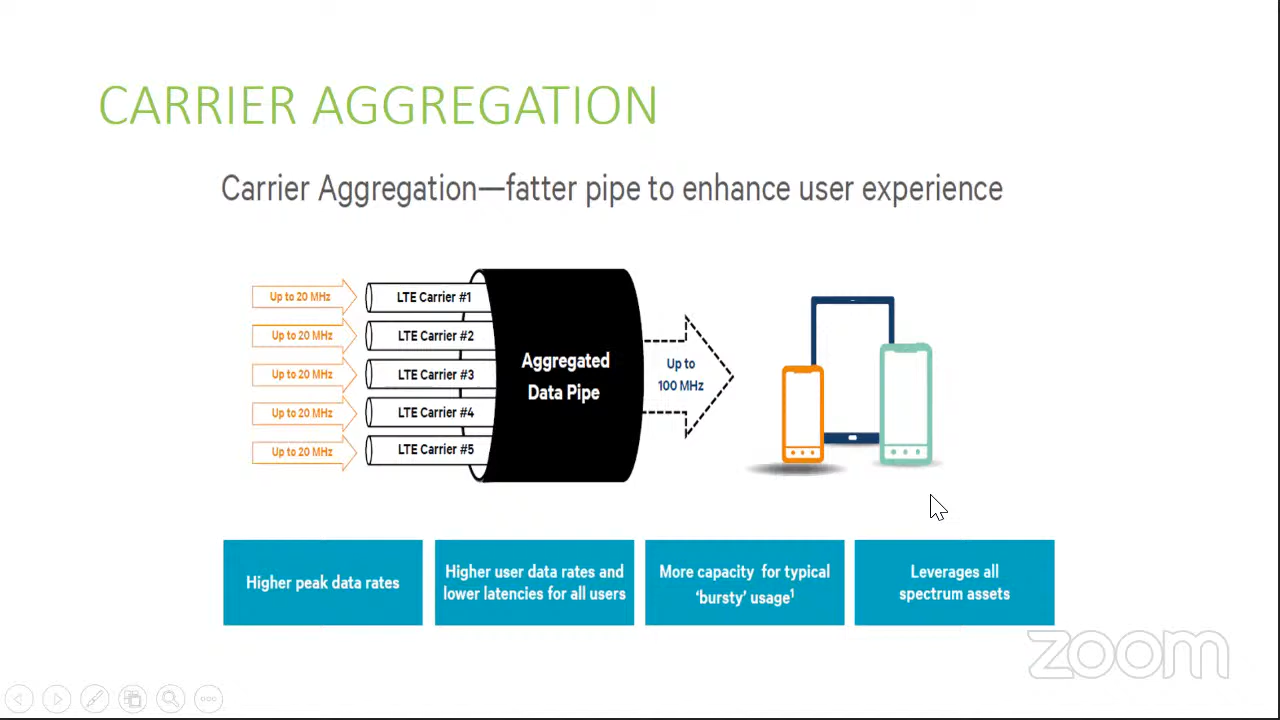 CARRIER AGGREGATION
Carrier Aggregation—fatter pipe to enhance user experience
Up to 20 MHz
LTE Carrier #1
Up to 20 MHz
LTE Carrier #2
Up to 20 MHz
LTE Carrier #3
Up to 20 MHz
LTE Carrier #4
Up to 20 MHz
LTE Carrier #5
Aggregated
Data Pipe
Up to
100 MHz
Higher peak data rates
Higher user data rates and
lower latencies for all users
More capacity for typical
‘bursty’ usage¹
Leverages all
spectrum assets
zoom